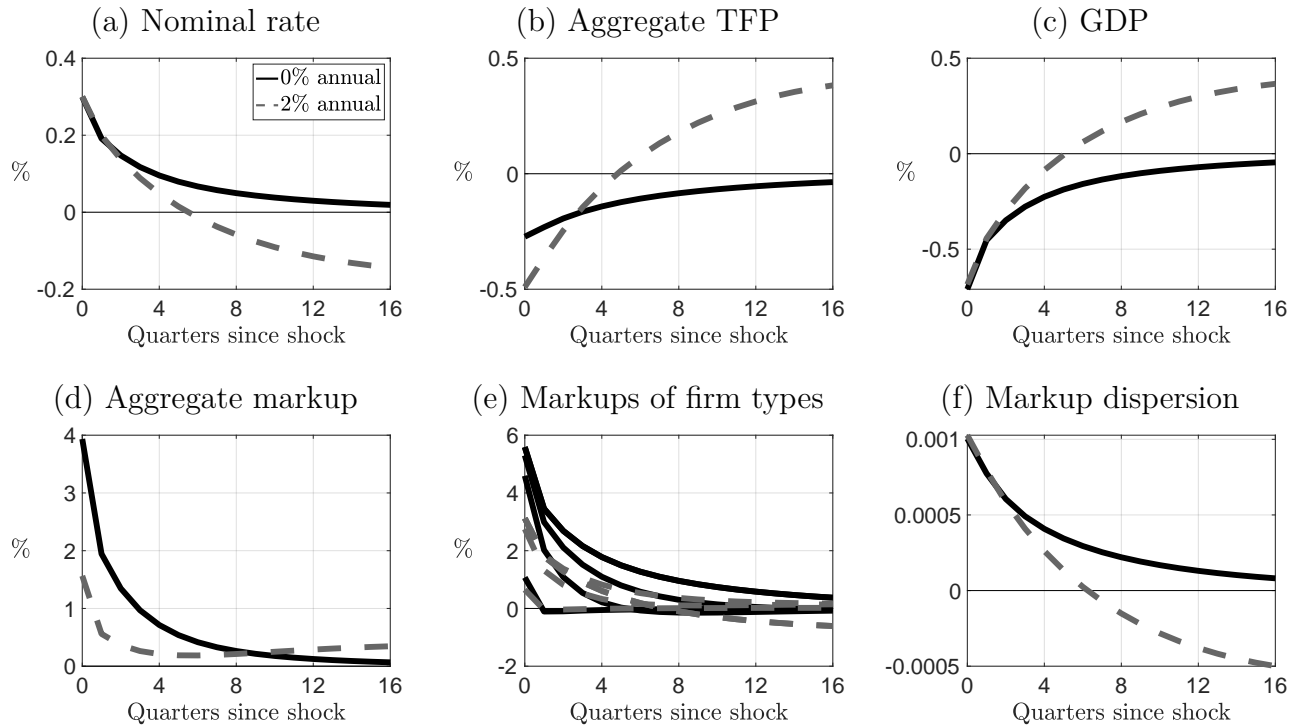 (a) Nominal rate
(b) Aggregate TFP
(c) GDP
0.4
0.2
0
-0.2
%
0% annual
2% annual
0 4 8 12 16
Quarters since shock
0.5
0
-0.5
%
0 4 8 12 16
Quarters since shock
0.5
0
-0.5
%
0 4 8 12 16
Quarters since shock
(d) Aggregate markup
(e) Markups of firm types
(f) Markup dispersion
4
3
2
1
0
%
0 4 8 12 16
Quarters since shock
6
4
2
0
-2
%
0 4 8 12 16
Quarters since shock
0.001
0.0005
0
-0.0005
0 4 8 12 16
Quarters since shock